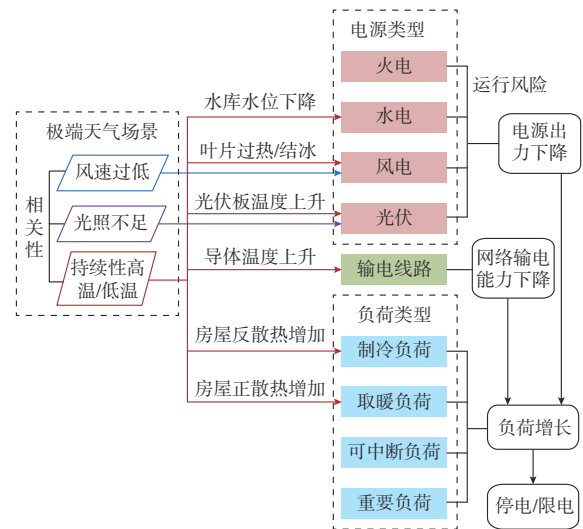 电源类型
火电
运行风险
水库水位下降
水电
极端天气场景
电源出
力下降
叶片过热/结冰
风速过低
风电
相关性
光伏板温度上升
光照不足
光伏
持续性高
温/低温
导体温度上升
输电线路
网络输电
能力下降
负荷类型
房屋反散热增加
制冷负荷
房屋正散热增加
取暖负荷
负荷增长
可中断负荷
重要负荷
停电/限电